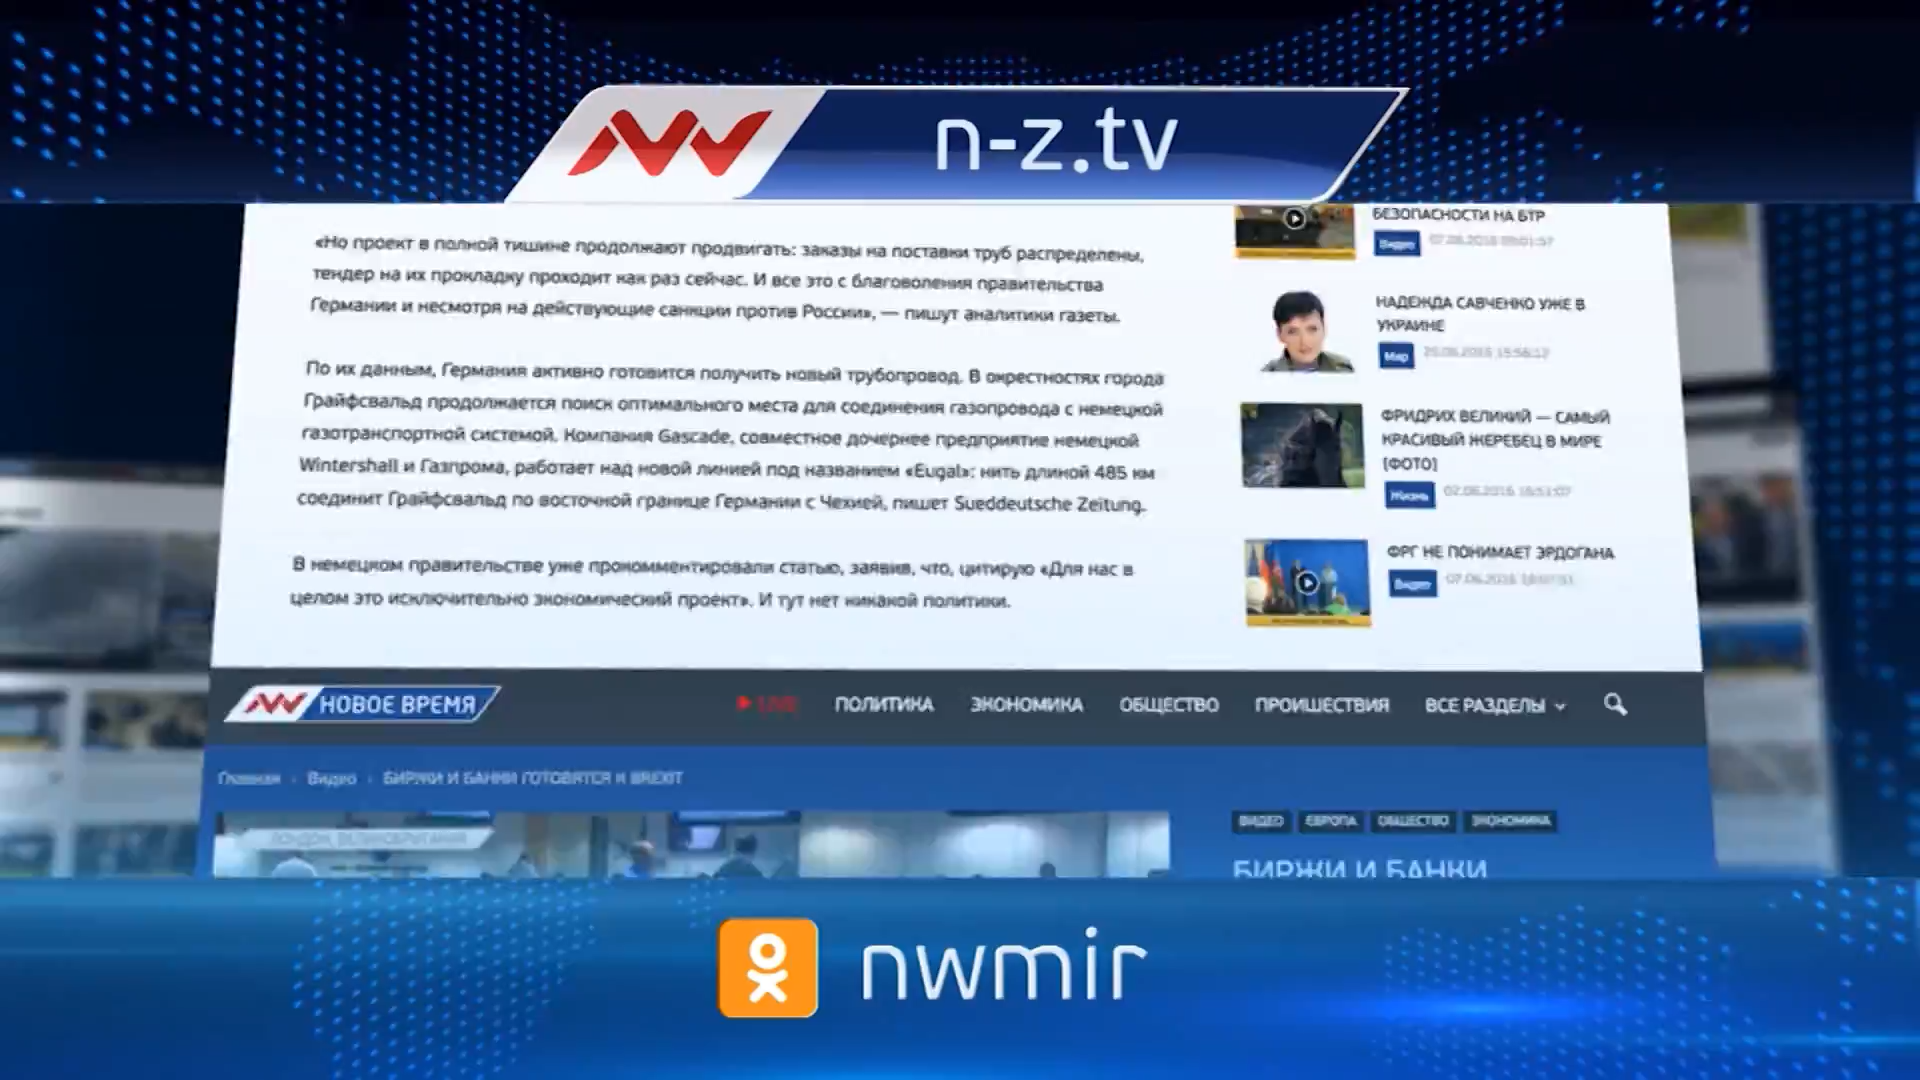 n-z.tv
«Но проект в полной тишине продолжают продвигать: заказы на поставки труб распределены,
тендер на их прокладку проходит как раз сейчас. И все это с благоволения правительства
Германии и несмотря на действующие санкции против России», — пишут аналитики газеты.
По их данным, Германия активно готовится получить новый трубопровод. В окрестностях города
Грайфсвальд продолжается поиск оптимального места для соединения газопровода с немецкой
газотранспортной системой. Компания Gascade, совместное дочернее предприятие немецкой
Wintershall и Газпрома, работает над новой линией под названием «Eugal»: нить длиной 485 км
соединит Грайфсвальд по восточной границе Германии с Чехией, пишет Sueddeutsche Zeitung.
В немецком правительстве уже прокомментировали статью, заявив, что, цитирую «Для нас в
целом это исключительно экономический проект». И тут нет никакой политики.
БЕЗОПАСНОСТИ НА БТР
Видео
НАДЕЖДА САВЧЕНКО УЖЕ В
УКРАИНЕ
Мир
ФРИДРИХ ВЕЛИКИЙ — САМЫЙ
КРАСИВЫЙ ЖЕРЕБЕЦ В МИРЕ
[ФОТО]
Жизнь
ФРГ НЕ ПОНИМАЕТ ЭРДОГАНА
Видео
НОВОЕ ВРЕМЯ
LIVE ПОЛИТИКА ЭКОНОМИКА ОБЩЕСТВО ПРОИШЕСТВИЯ ВСЕ РАЗДЕЛЫ
Главная Видео БИРЖИ И БАНКИ ГОТОВЯТСЯ К BREXIT
ЛОНДОН, ВЕЛИКОБРИТАНИЯ
ВИДЕО ЕВРОПА ОБЩЕСТВО ЭКОНОМИКА
БИРЖИ И БАНКИ
nwmir